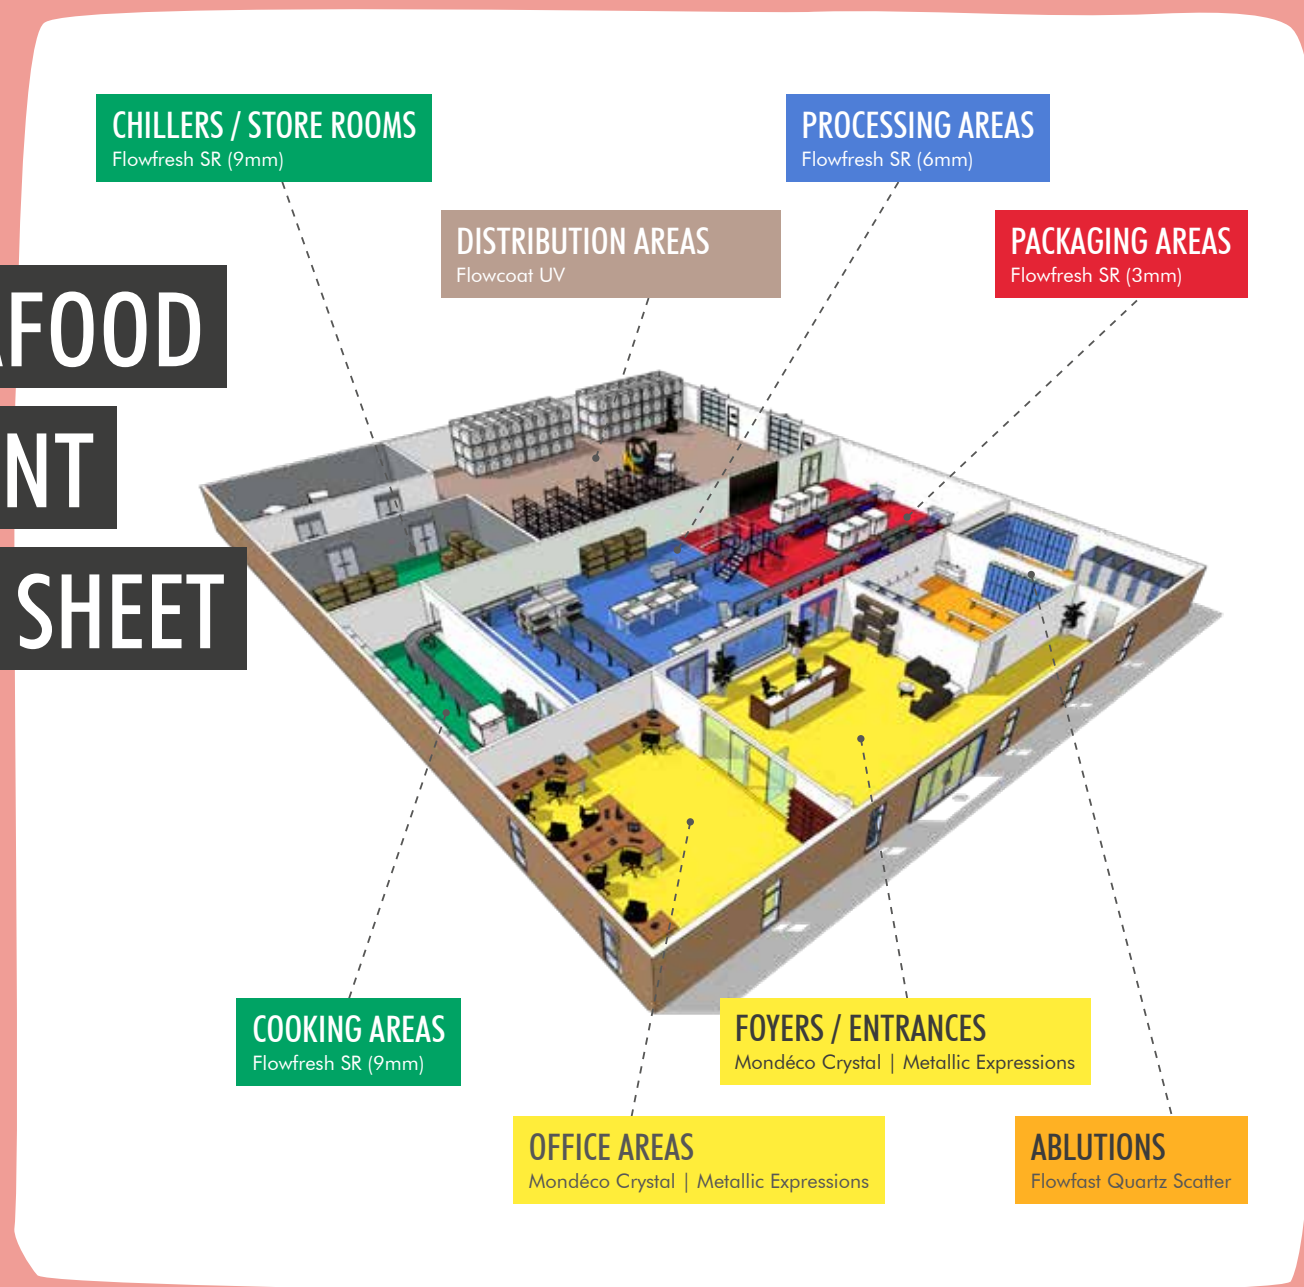 CHILLERS / STORE ROOMS
Flowfresh SR (9mm)
PROCESSING AREAS
Flowfresh SR (6mm)
DISTRIBUTION AREAS
Flowcoat UV
PACKAGING AREAS
Flowfresh SR (3mm)
AFOOD
NT
SHEET
COOKING AREAS
Flowfresh SR (9mm)
FOYERS / ENTRANCES
Mondéco Crystal | Metallic Expressions
OFFICE AREAS
Mondéco Crystal | Metallic Expressions
ABLUTIONS
Flowfast Quartz Scatter